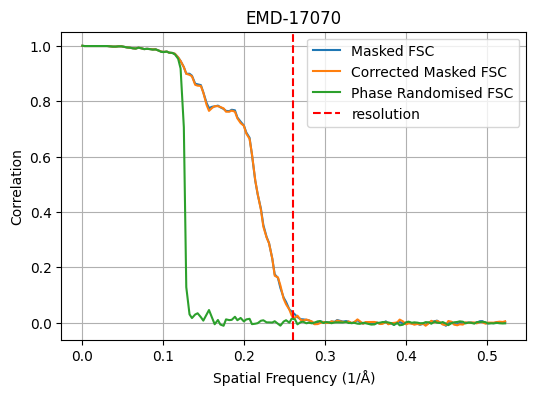 EMD-17070
Masked FSC
Corrected Masked FSC
Phase Randomised FSC
resolution
1.0
0.8
0.6
0.4
0.2
0.0
Correlation
0.0 0.1 0.2 0.3 0.4 0.5
Spatial Frequency (1/Å)